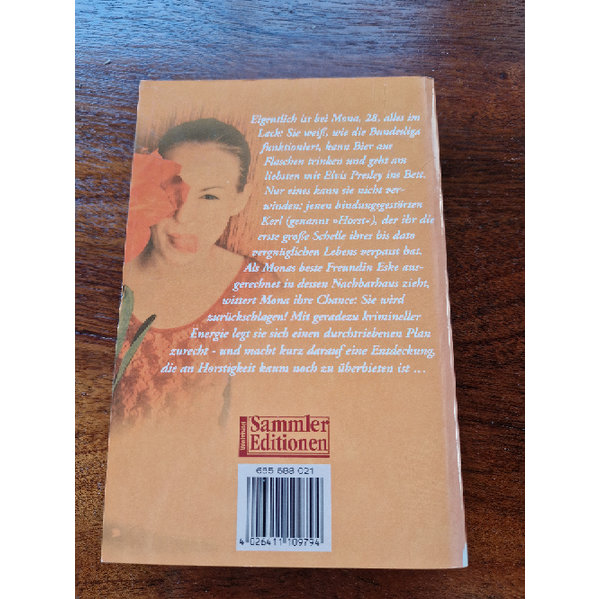 Eigentlich ist bei Mona, 28, alles im
Lack: Sie weiß, wie die Bundesliga
funktioniert, kann Bier aus
Flaschen trinken und geht am
liebsten mit Elvis Presley ins Bett.
Nur eines kann sie nicht ver-
winden: jenen bindungsgestörten
Kerl (genannt »Horst«), der ihr die
erste große Schelle ihres bis dato
vergnüglichen Lebens verpasst hat.
Als Monas beste Freundin Eske aus-
gerechnet in dessen Nachbarhaus zieht,
wittert Mona ihre Chance: Sie wird
zurückschlagen! Mit geradezu krimineller
Energie legt sie sich einen durchtriebenen Plan
zurecht - und macht kurz darauf eine Entdeckung,
die an Horstigkeit kaum noch zu überbieten ist ...
Weltbild
Sammler
Editionen
655 688 021
4 026411 109794